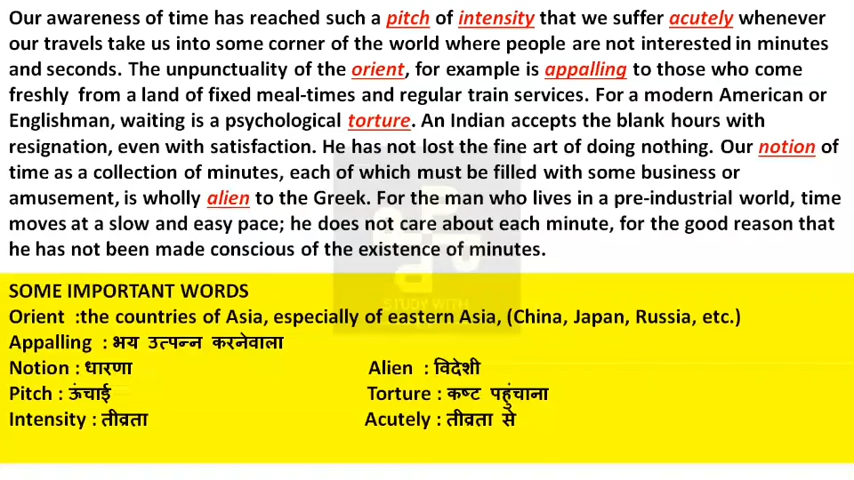 Our awareness of time has reached such a pitch of intensity that we suffer acutely whenever
our travels take us into some corner of the world where people are not interested in minutes
and seconds. The unpunctuality of the orient, for example is appalling to those who come
freshly from a land of fixed meal-times and regular train services. For a modern American or
Englishman, waiting is a psychological torture. An Indian accepts the blank hours with
resignation, even with satisfaction. He has not lost the fine art of doing nothing. Our notion of
time as a collection of minutes, each of which must be filled with some business or
amusement, is wholly alien to the Greek. For the man who lives in a pre-industrial world, time
moves at a slow and easy pace; he does not care about each minute, for the good reason that
he has not been made conscious of the existence of minutes.
STUDY WITH
SOME IMPORTANT WORDS
Orient :the countries of Asia, especially of eastern Asia, (China, Japan, Russia, etc.)
Appalling : भय उत्पन्न करनेवाला
Notion : धारणा Alien : विदेशी
Pitch : ऊंचाई Torture : कष्ट पहुंचाना
Intensity : तीव्रता Acutely : तीव्रता से